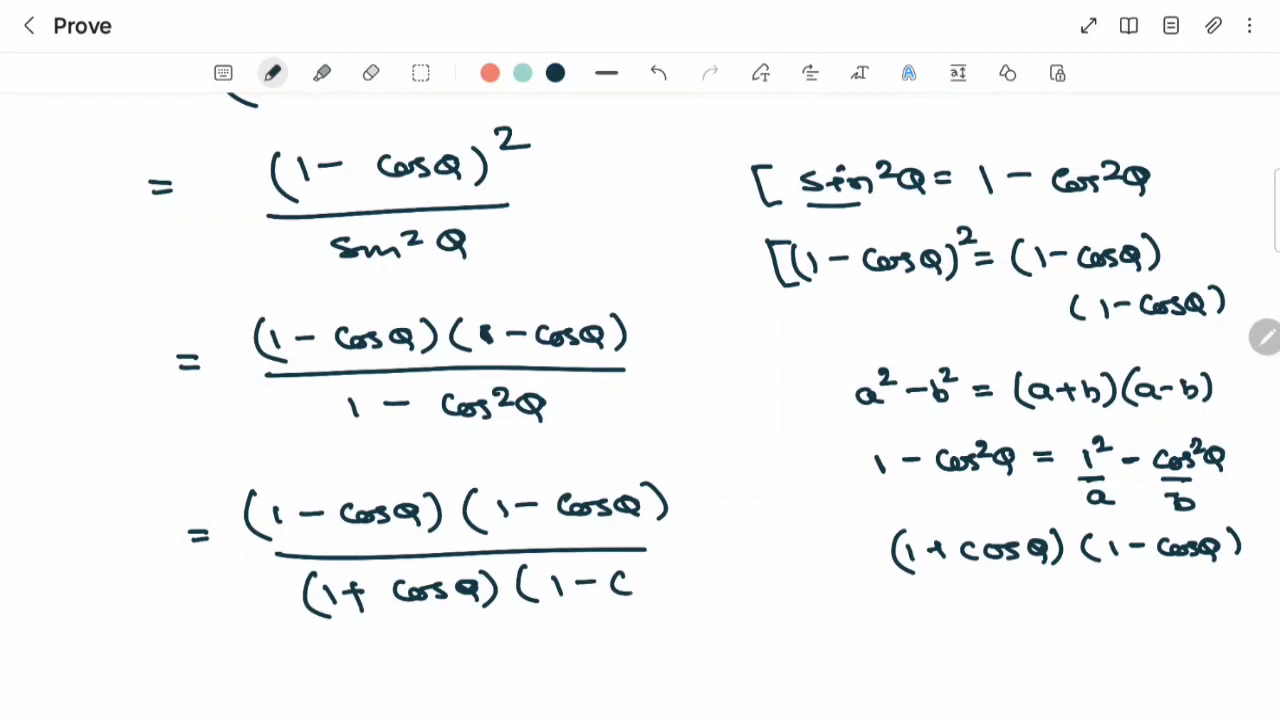 Prove
= (1 - cosθ)²
sin²θ
= (1 - cosθ)(1 - cosθ)
1 - cos²θ
= (1 - cosθ) (1 - cosθ)
(1 + cosθ) (1 - c
[ sin²θ = 1 - cos²θ
[(1 - cosθ)² = (1 - cosθ)
(1 - cosθ)
a² - b² = (a+b)(a-b)
1 - cos²θ = 1² - cos²θ
a b
(1 + cosθ) (1 - cosθ)